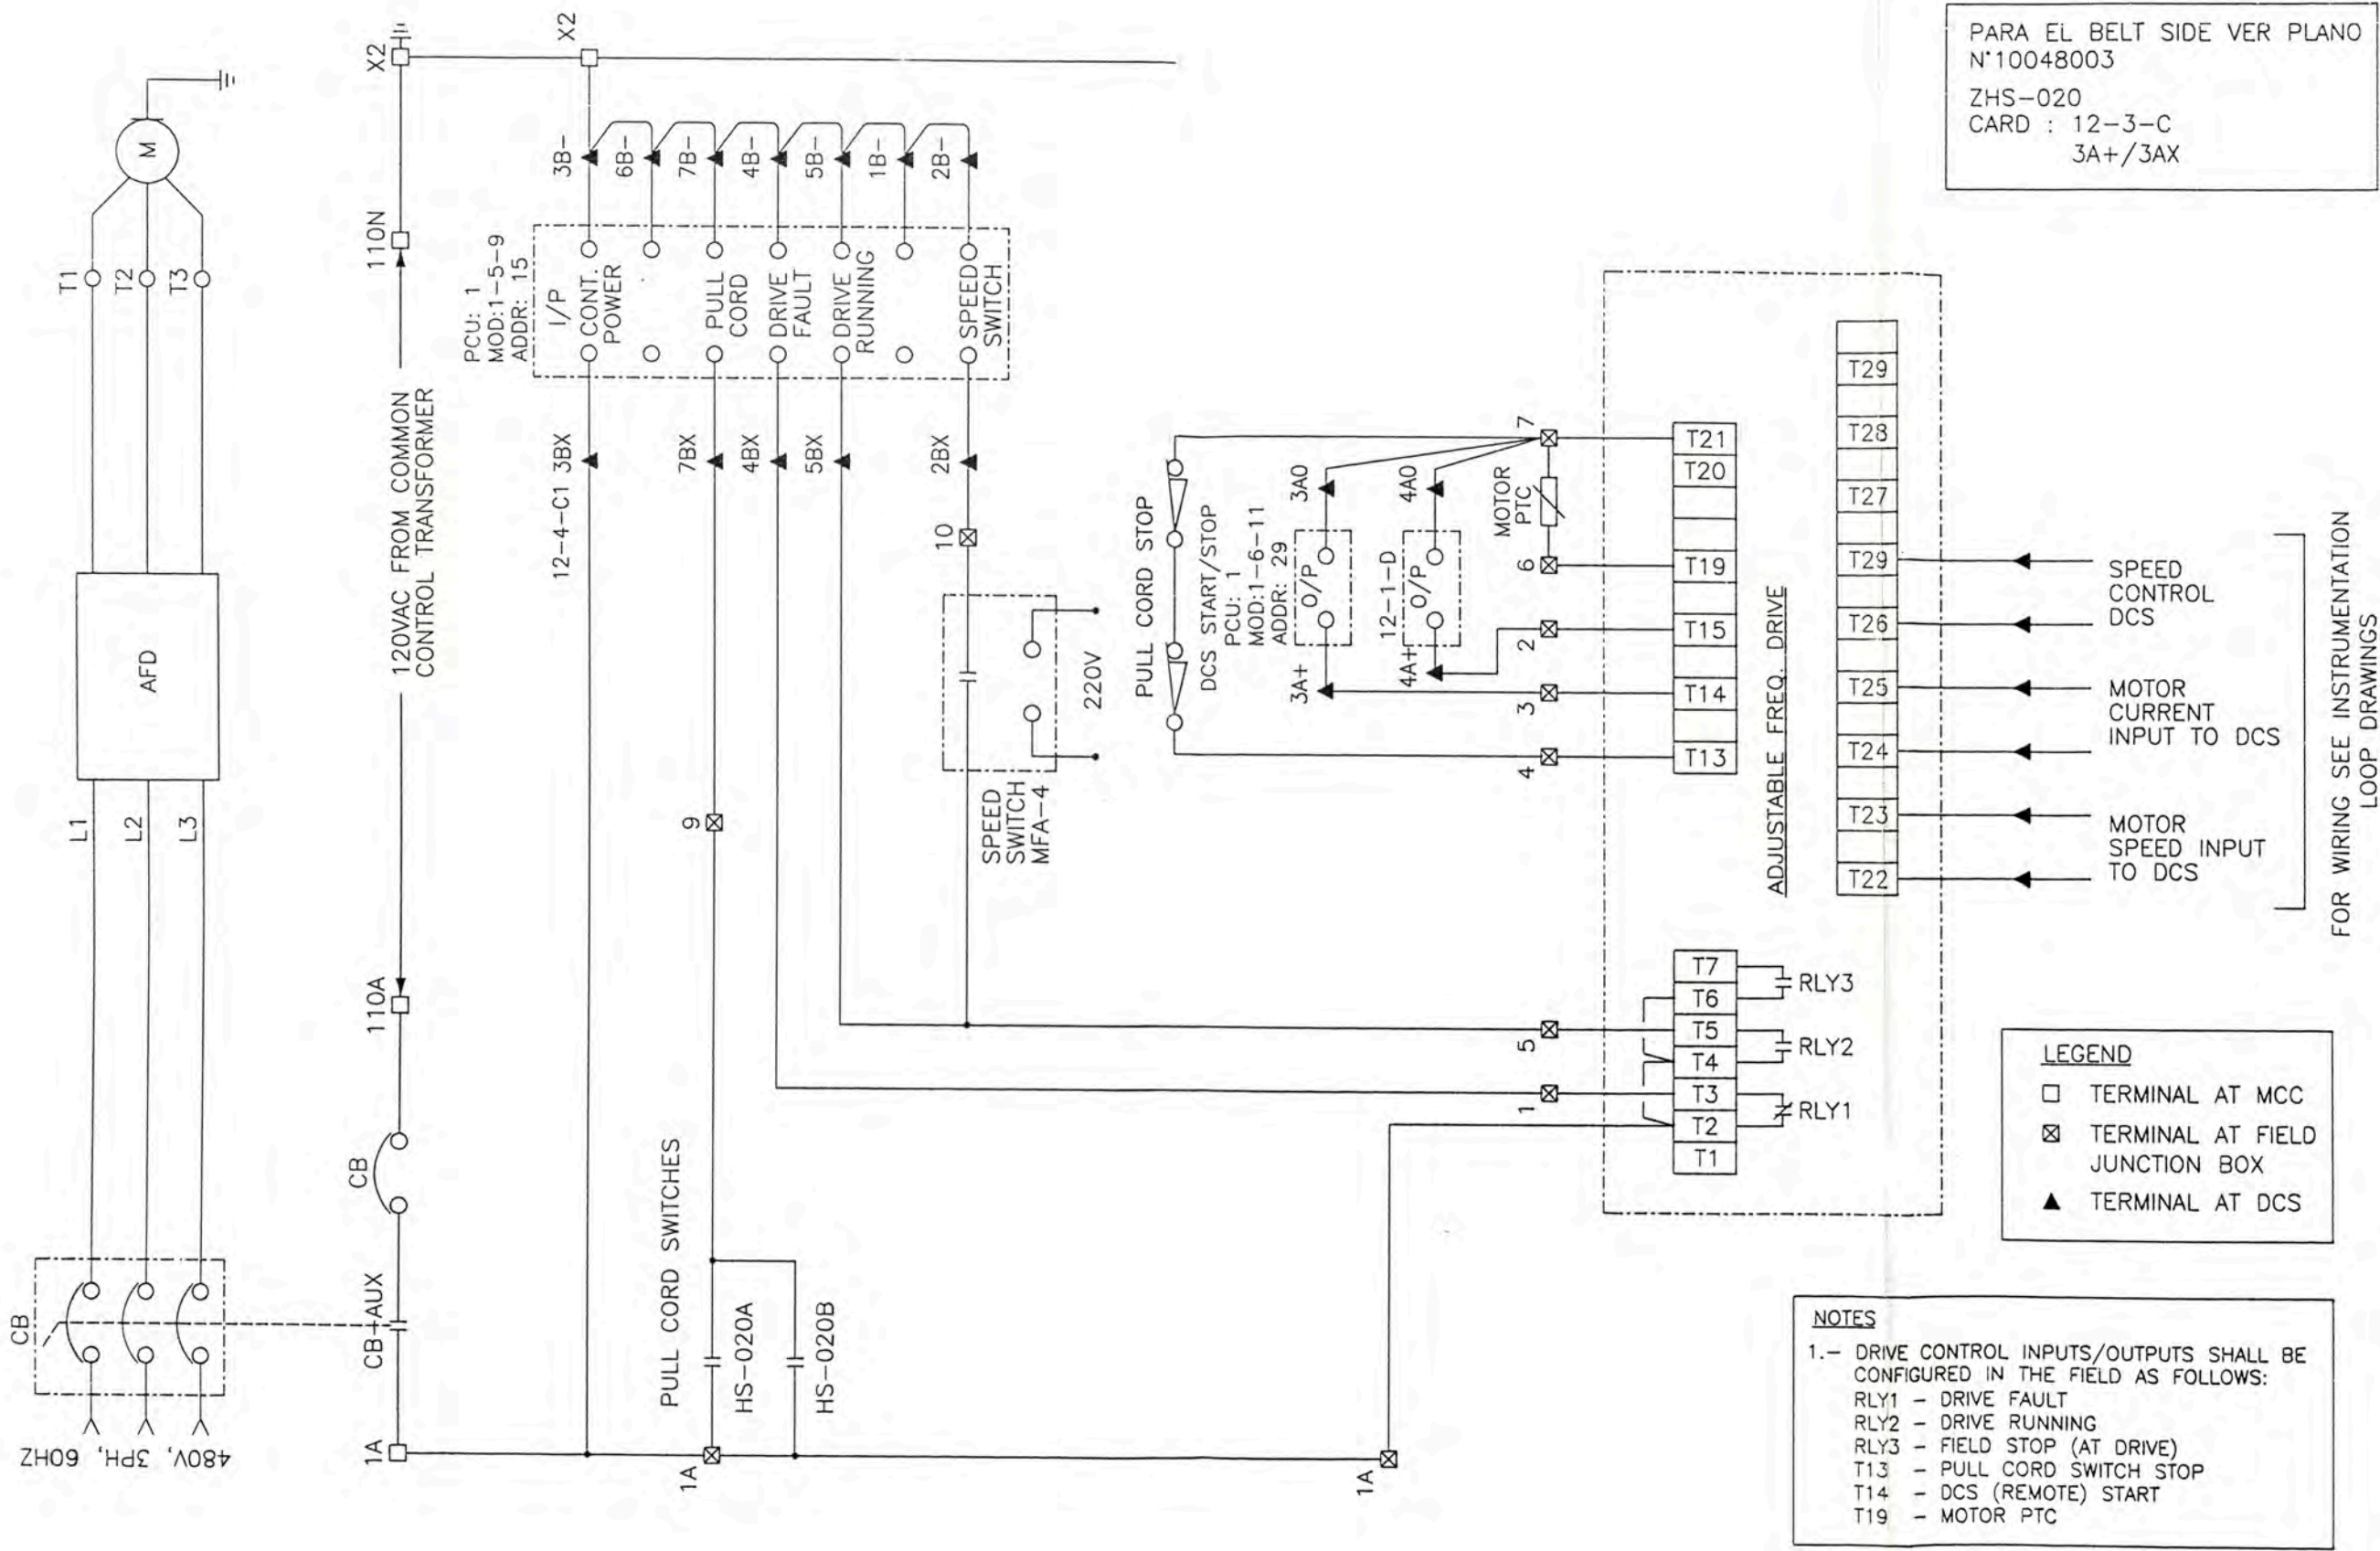 PARA EL BELT SIDE VER PLANO
N°10048003
ZHS-020
CARD : 12-3-C
3A+/3AX
CB
480V, 3PH, 60HZ
L1
L2
L3
AFD
T1
T2
T3
M
1A
CB-AUX
CB
110A
120VAC FROM COMMON
CONTROL TRANSFORMER
110N
X2
X2
PCU: 1
MOD:1-5-9
ADDR: 15
I/P
CONT.
POWER
PULL
CORD
DRIVE
FAULT
DRIVE
RUNNING
SPEED
SWITCH
3B-
6B-
7B-
4B-
5B-
1B-
2B-
12-4-C1 3BX
7BX
4BX
5BX
2BX
9
10
SPEED
SWITCH
MFA-4
220V
PULL CORD SWITCHES
HS-020A
HS-020B
1A
1A
PULL CORD STOP
DCS START/STOP
PCU: 1
MOD:1-6-11
ADDR: 29
O/P
3A+
3A0
12-1-D
O/P
4A+
4A0
MOTOR
PTC
7
6
2
3
4
5
1
T21
T20
T19
T15
T14
T13
ADJUSTABLE FREQ. DRIVE
T29
T28
T27
T29
T26
T25
T24
T23
T22
T7
T6
T5
T4
T3
T2
T1
RLY3
RLY2
RLY1
SPEED
CONTROL
DCS
MOTOR
CURRENT
INPUT TO DCS
MOTOR
SPEED INPUT
TO DCS
FOR WIRING SEE INSTRUMENTATION
LOOP DRAWINGS
LEGEND
TERMINAL AT MCC
TERMINAL AT FIELD
JUNCTION BOX
TERMINAL AT DCS
NOTES
1.- DRIVE CONTROL INPUTS/OUTPUTS SHALL BE
CONFIGURED IN THE FIELD AS FOLLOWS:
RLY1 - DRIVE FAULT
RLY2 - DRIVE RUNNING
RLY3 - FIELD STOP (AT DRIVE)
T13 - PULL CORD SWITCH STOP
T14 - DCS (REMOTE) START
T19 - MOTOR PTC